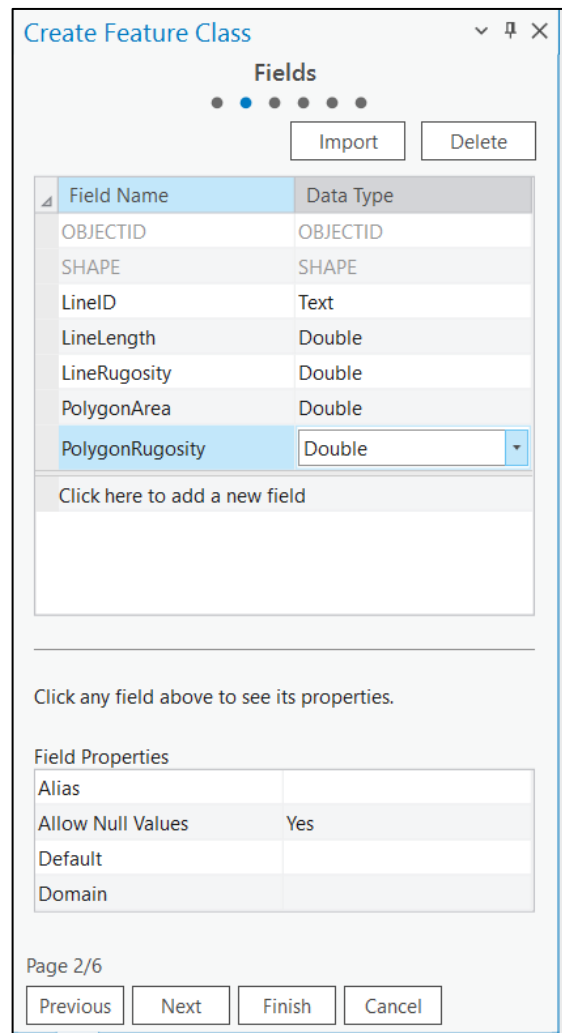 Create Feature Class
Fields
Import Delete
Field Name Data Type
OBJECTID OBJECTID
SHAPE SHAPE
LineID Text
LineLength Double
LineRugosity Double
PolygonArea Double
PolygonRugosity Double
Click here to add a new field
Click any field above to see its properties.
Field Properties
Alias
Allow Null Values Yes
Default
Domain
Page 2/6
Previous Next Finish Cancel